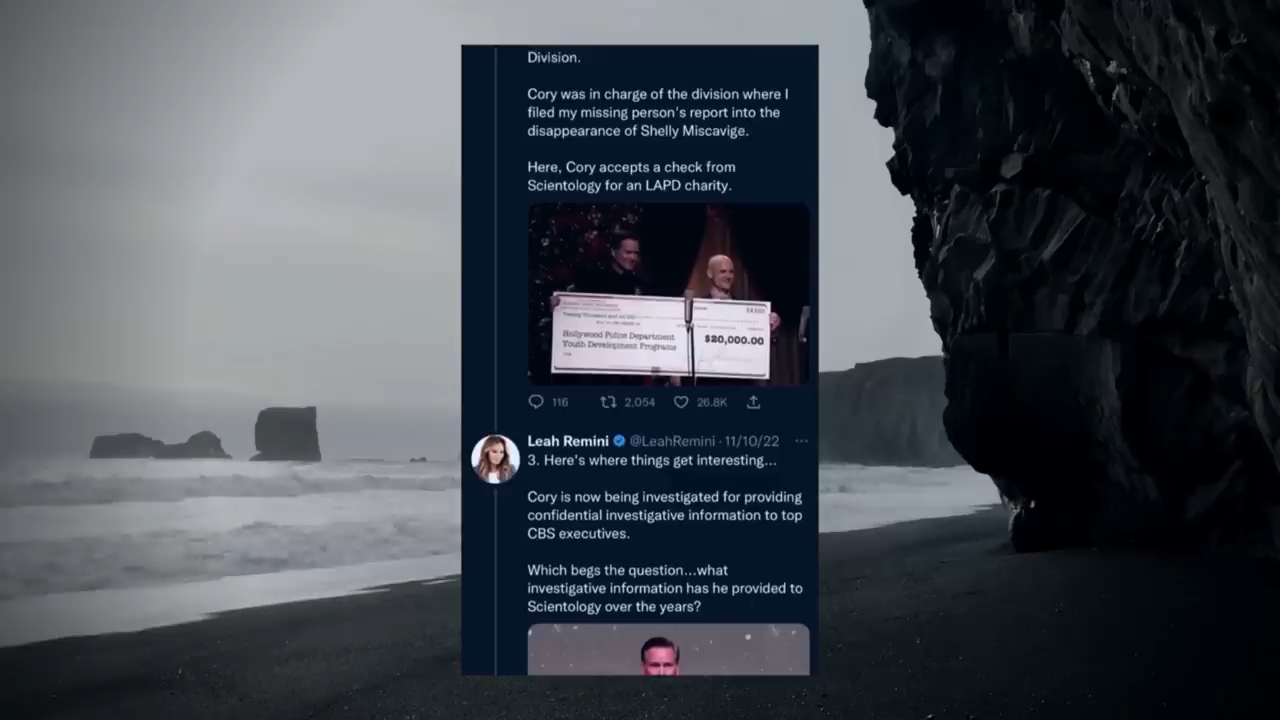 Division.
Cory was in charge of the division where I
filed my missing person's report into the
disappearance of Shelly Miscavige.
Here, Cory accepts a check from
Scientology for an LAPD charity.
Hollywood Police Department
Youth Development Programs
$20,000.00
116 2,054 26.8K
Leah Remini @LeahRemini · 11/10/22 ...
3. Here's where things get interesting...
Cory is now being investigated for providing
confidential investigative information to top
CBS executives.
Which begs the question...what
investigative information has he provided to
Scientology over the years?